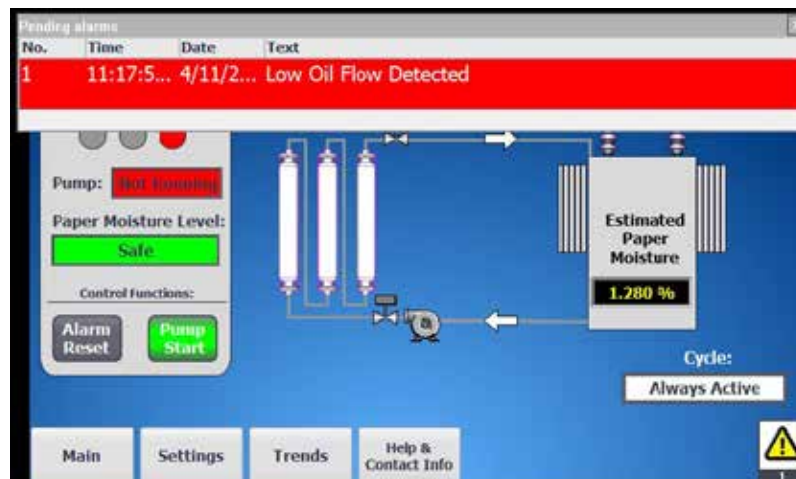 Pending alarms
No. Time Date Text
1 11:17:5... 4/11/2... Low Oil Flow Detected
Pump: Not Running
Paper Moisture Level:
Safe
Control Functions:
Alarm Reset
Pump Start
Estimated
Paper
Moisture
1.280 %
Cycle:
Always Active
Main
Settings
Trends
Help &
Contact Info
1